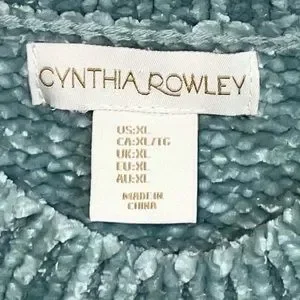 CYNTHIA ROWLEY
US:XL
CA:XL/TG
UK:XL
EU:XL
AU:XL
MADE IN
CHINA